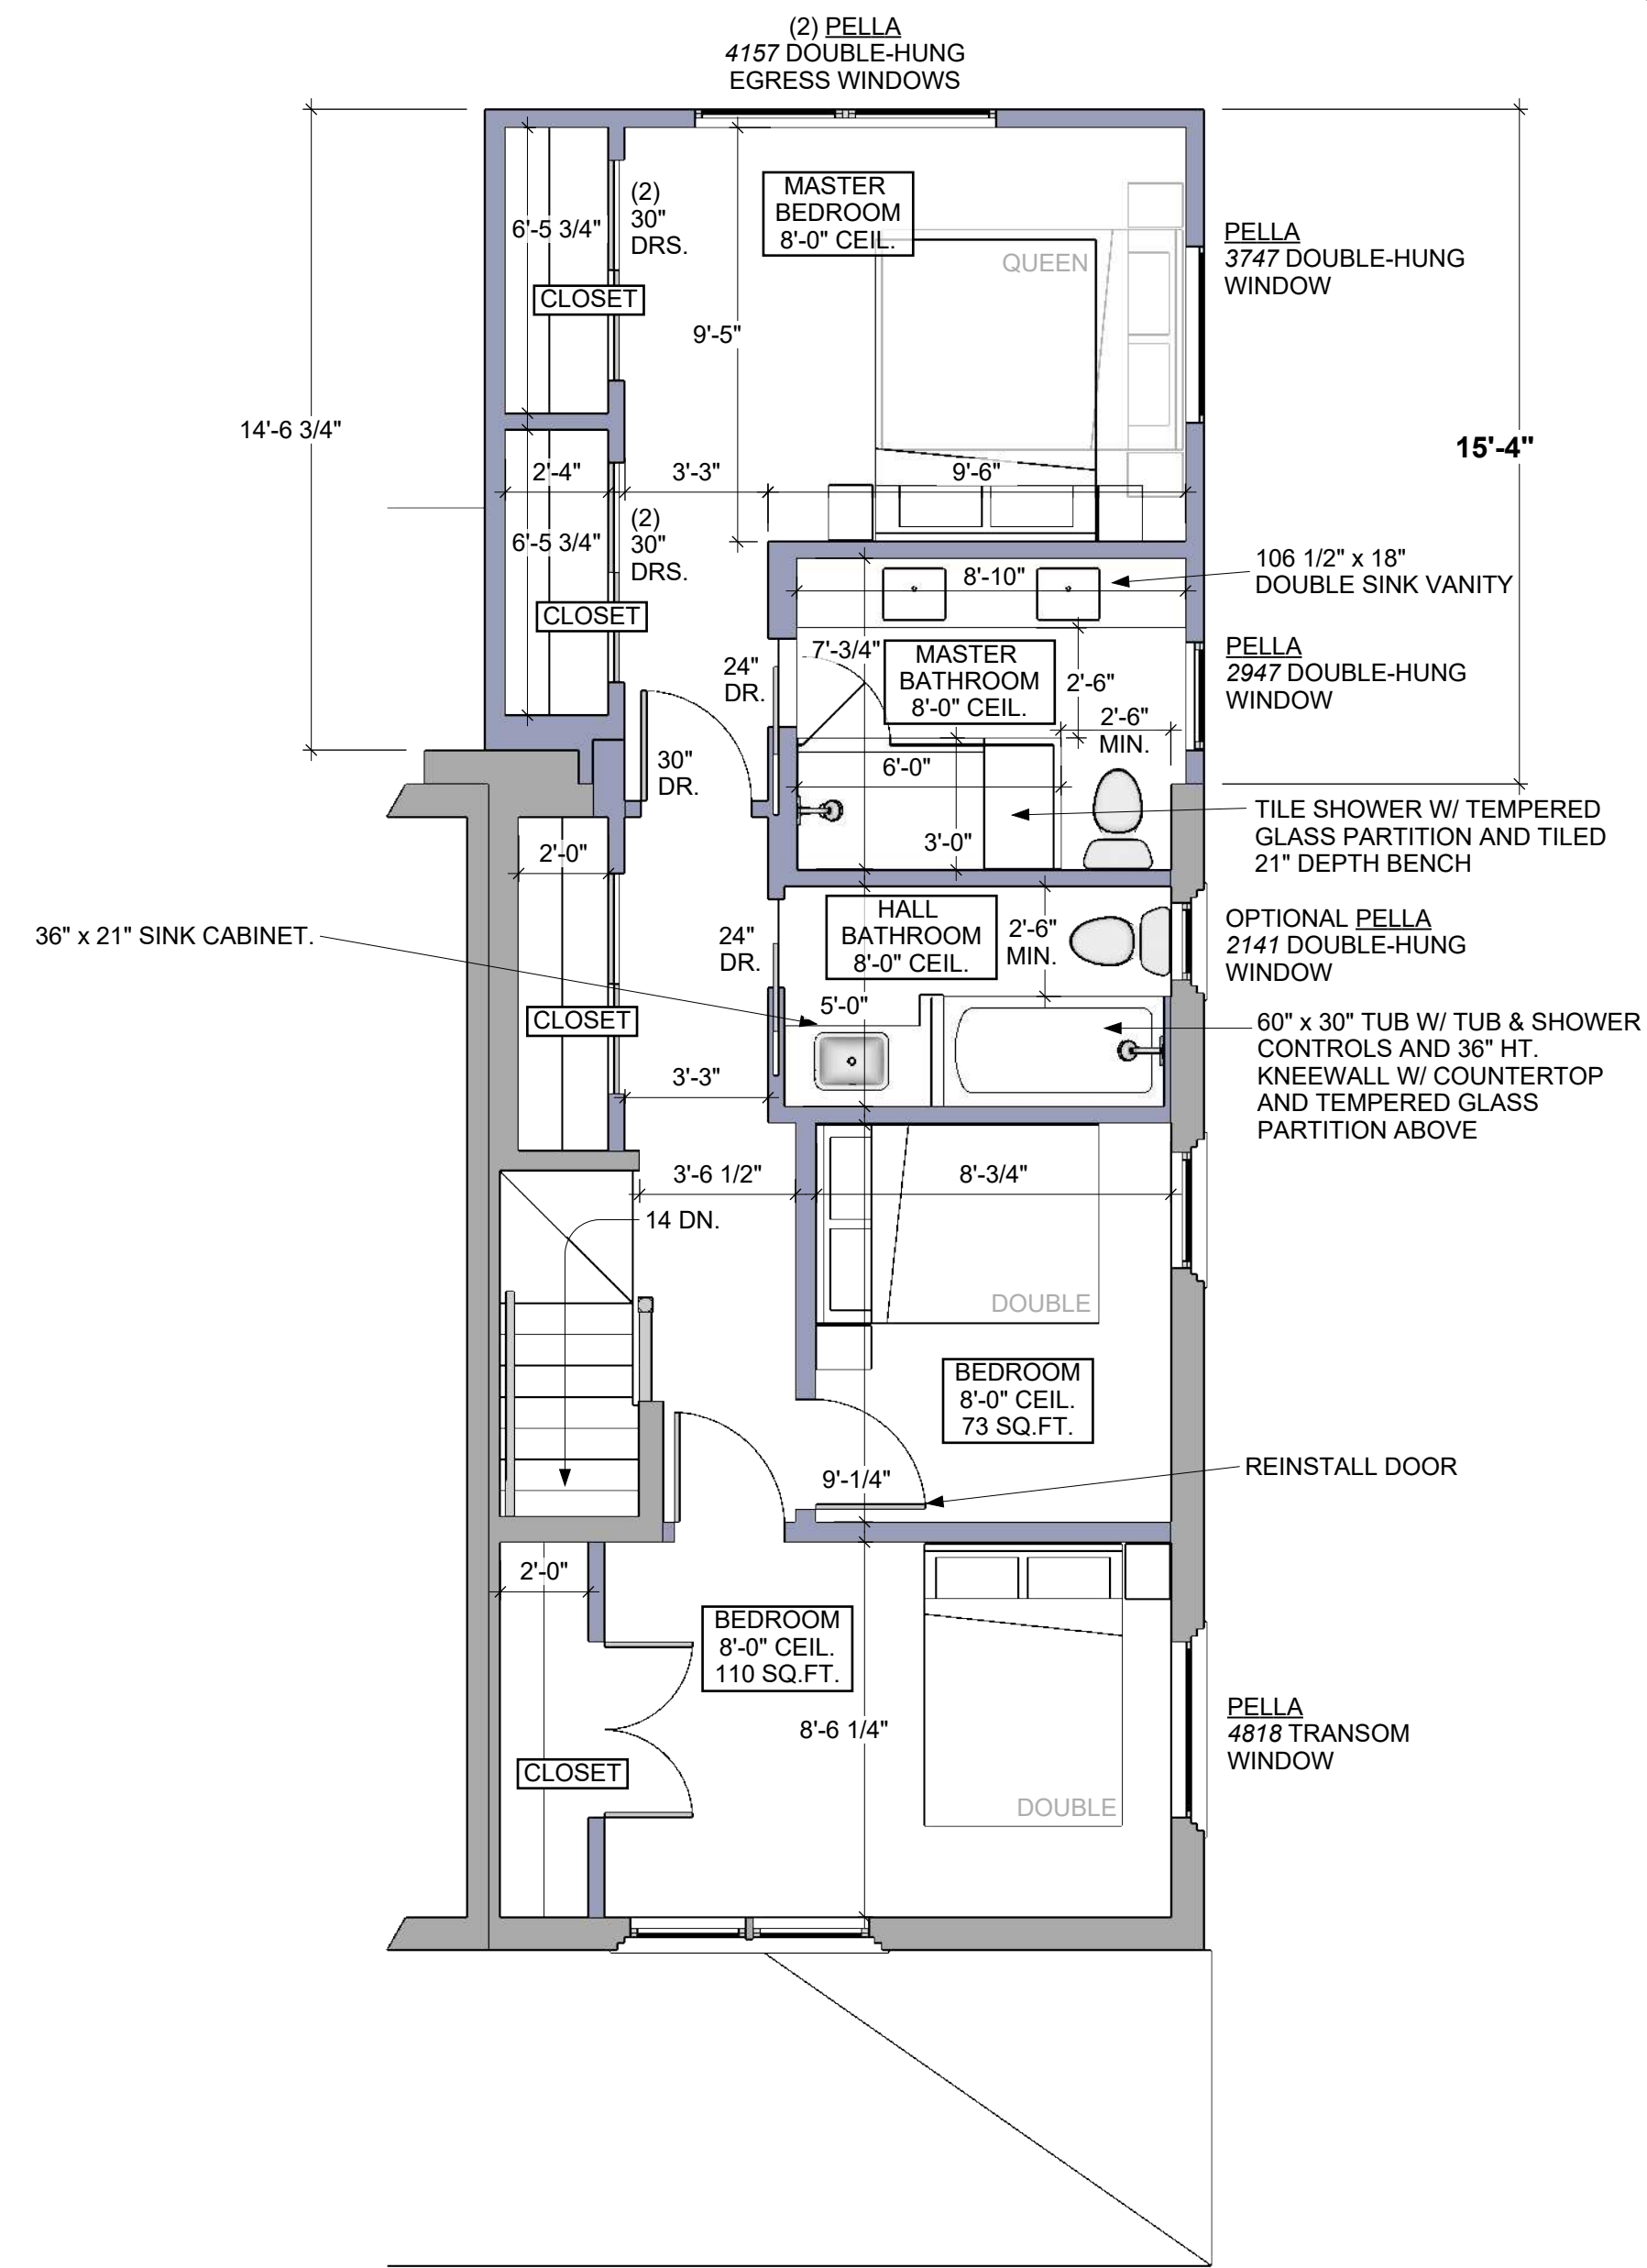 (2) PELLA
4157 DOUBLE-HUNG
EGRESS WINDOWS
MASTER
BEDROOM
8'-0" CEIL.
QUEEN
(2)
30"
DRS.
6'-5 3/4"
CLOSET
9'-5"
PELLA
3747 DOUBLE-HUNG
WINDOW
14'-6 3/4"
15'-4"
2'-4"
3'-3"
9'-6"
(2)
30"
DRS.
6'-5 3/4"
CLOSET
106 1/2" x 18"
DOUBLE SINK VANITY
8'-10"
7'-3/4"
MASTER
BATHROOM
8'-0" CEIL.
24"
DR.
2'-6"
2'-6"
MIN.
PELLA
2947 DOUBLE-HUNG
WINDOW
30"
DR.
6'-0"
3'-0"
TILE SHOWER W/ TEMPERED
GLASS PARTITION AND TILED
21" DEPTH BENCH
2'-0"
36" x 21" SINK CABINET.
24"
DR.
HALL
BATHROOM
8'-0" CEIL.
2'-6"
MIN.
OPTIONAL PELLA
2141 DOUBLE-HUNG
WINDOW
CLOSET
5'-0"
60" x 30" TUB W/ TUB & SHOWER
CONTROLS AND 36" HT.
KNEEWALL W/ COUNTERTOP
AND TEMPERED GLASS
PARTITION ABOVE
3'-3"
3'-6 1/2"
8'-3/4"
14 DN.
DOUBLE
BEDROOM
8'-0" CEIL.
73 SQ.FT.
9'-1/4"
REINSTALL DOOR
2'-0"
BEDROOM
8'-0" CEIL.
110 SQ.FT.
8'-6 1/4"
CLOSET
DOUBLE
PELLA
4818 TRANSOM
WINDOW